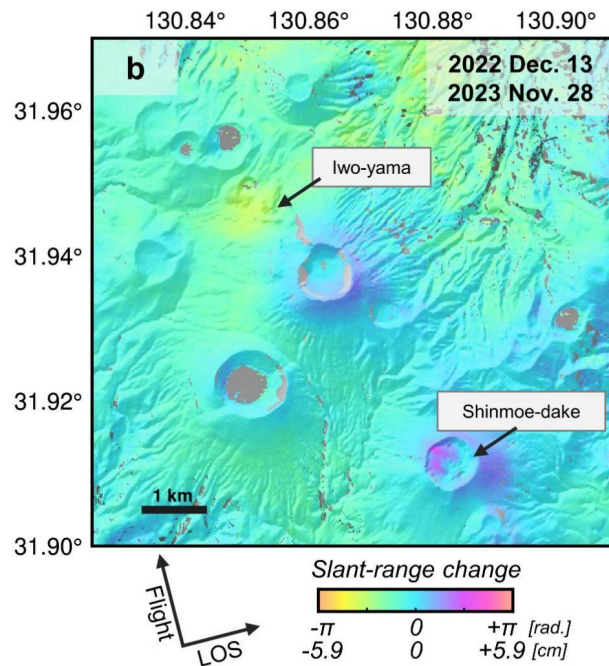 130.84° 130.86° 130.88° 130.90°
b
2022 Dec. 13
2023 Nov. 28
31.96°
Iwo-yama
31.94°
31.92°
Shinmoe-dake
1 km
31.90°
Flight
LOS
Slant-range change
-π 0 +π [rad.]
-5.9 0 +5.9 [cm]